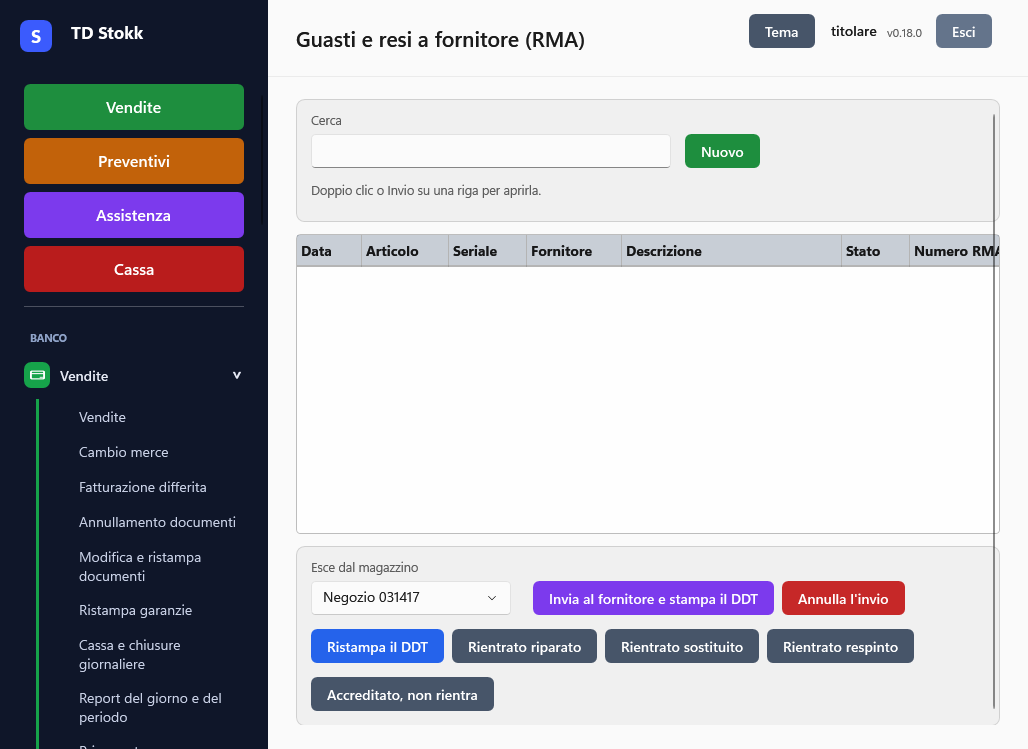 S
TD Stokk
Vendite
Preventivi
Assistenza
Cassa
BANCO
Vendite
Vendite
Cambio merce
Fatturazione differita
Annullamento documenti
Modifica e ristampa
documenti
Ristampa garanzie
Cassa e chiusure
giornaliere
Report del giorno e del
periodo
Guasti e resi a fornitore (RMA)
Tema
titolare
v0.18.0
Esci
Cerca
Nuovo
Doppio clic o Invio su una riga per aprirla.
Data Articolo Seriale Fornitore Descrizione Stato Numero RMA
Esce dal magazzino
Negozio 031417
Invia al fornitore e stampa il DDT
Annulla l'invio
Ristampa il DDT
Rientrato riparato
Rientrato sostituito
Rientrato respinto
Accreditato, non rientra